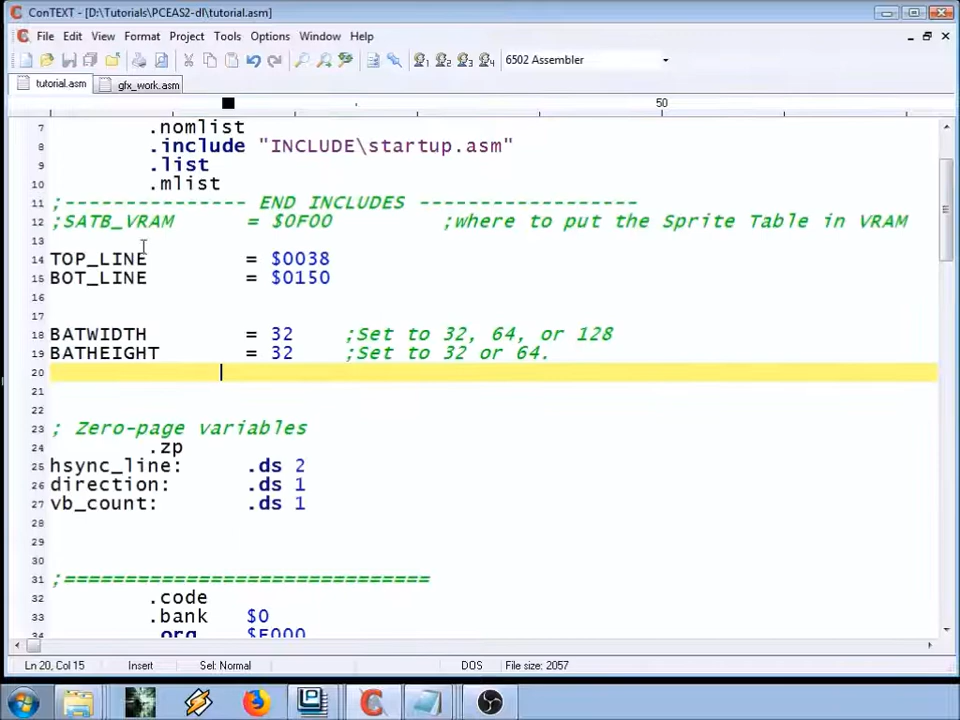 ConTEXT - [D:\Tutorials\PCEAS2-dl\tutorial.asm]
File Edit View Format Project Tools Options Window Help
6502 Assembler
tutorial.asm gfx_work.asm
50
7 .nomlist
8 .include "INCLUDE\startup.asm"
9 .list
10 .mlist
11 ;--------------- END INCLUDES ------------------
12 ;SATB_VRAM = $0F00 ;where to put the Sprite Table in VRAM
13
14 TOP_LINE = $0038
15 BOT_LINE = $0150
16
17
18 BATWIDTH = 32 ;Set to 32, 64, or 128
19 BATHEIGHT = 32 ;Set to 32 or 64.
20
21
22
23 ; Zero-page variables
24 .zp
25 hsync_line: .ds 2
26 direction: .ds 1
27 vb_count: .ds 1
28
29
30
31 ;==============================
32 .code
33 .bank $0
34 .org $E000
Ln 20, Col 15 Insert Sel: Normal DOS File size: 2057